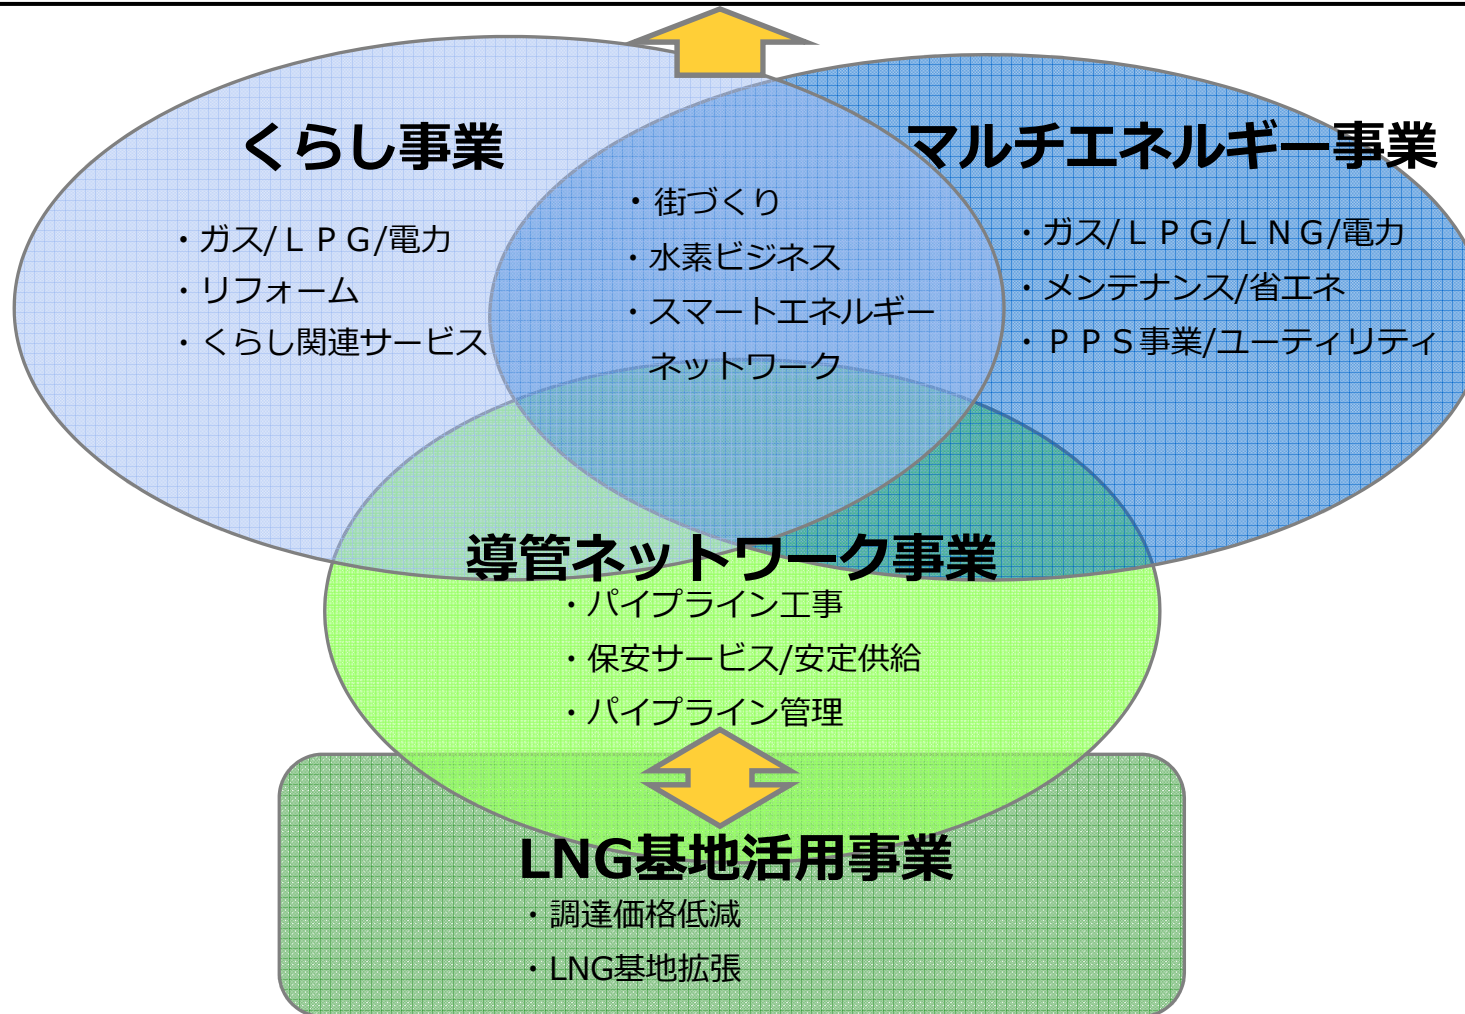 くらし事業
・ガス/ＬＰＧ/電力
・リフォーム
・くらし関連サービス
・街づくり
・水素ビジネス
・スマートエネルギー
ネットワーク
マルチエネルギー事業
・ガス/ＬＰＧ/ＬＮＧ/電力
・メンテナンス/省エネ
・ＰＰＳ事業/ユーティリティ
導管ネットワーク事業
・パイプライン工事
・保安サービス/安定供給
・パイプライン管理
LNG基地活用事業
・調達価格低減
・LNG基地拡張